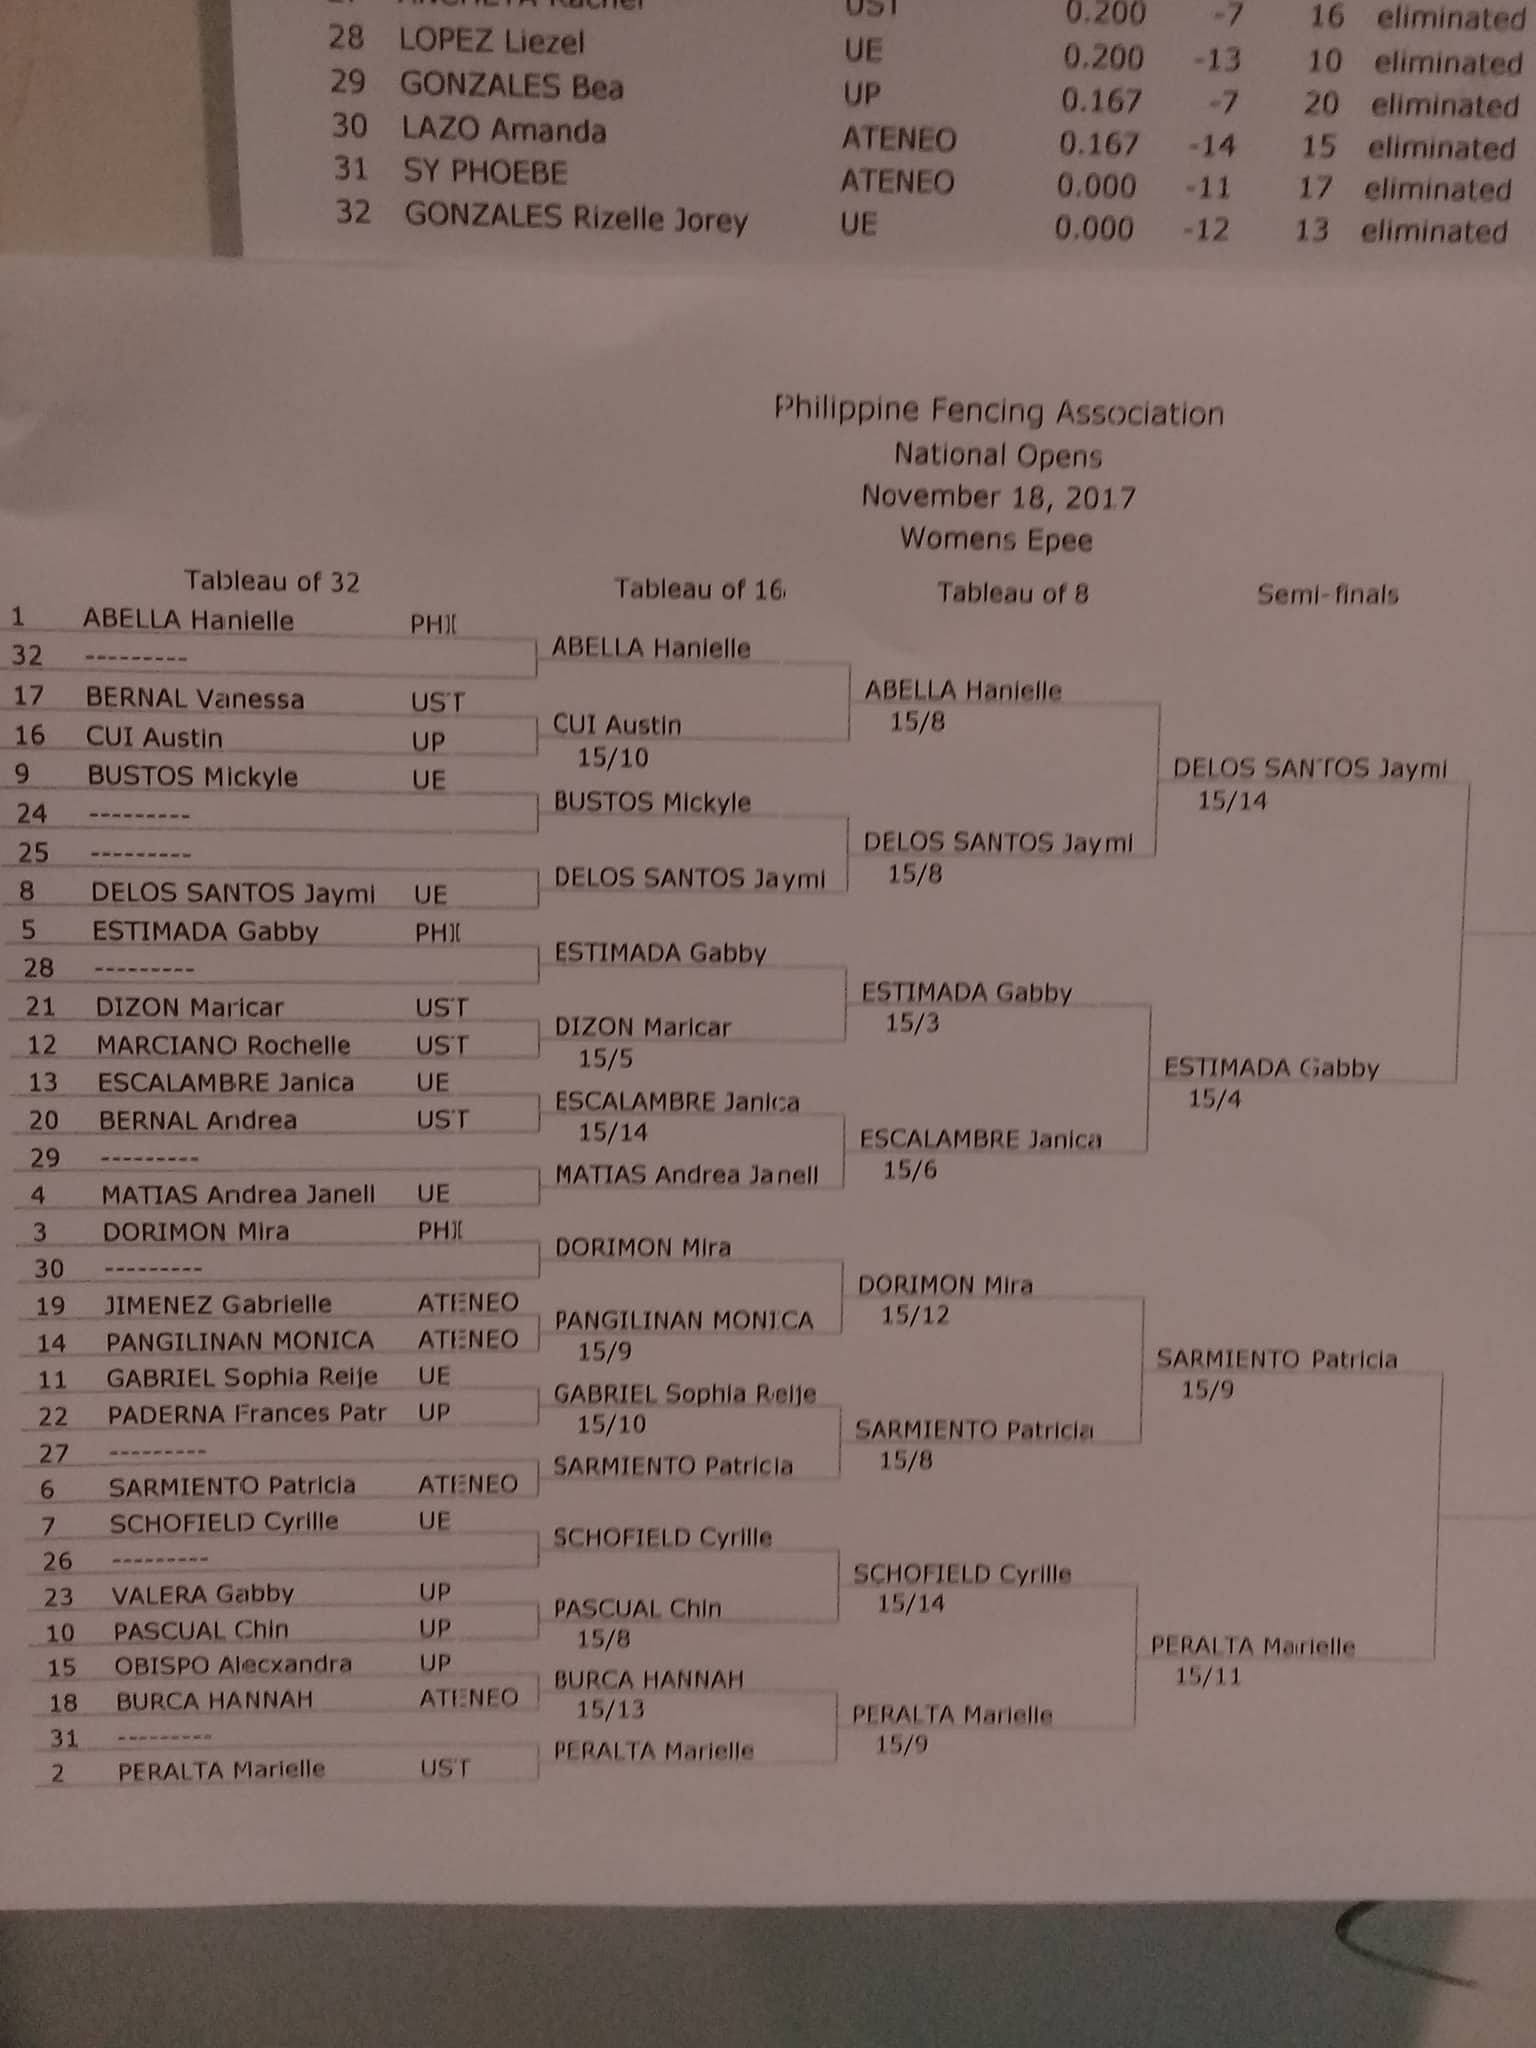 UST 0.200 -7 16 eliminated
28 LOPEZ Liezel UE 0.200 -13 10 eliminated
29 GONZALES Bea UP 0.167 -7 20 eliminated
30 LAZO Amanda ATENEO 0.167 -14 15 eliminated
31 SY PHOEBE ATENEO 0.000 -11 17 eliminated
32 GONZALES Rizelle Jorey UE 0.000 -12 13 eliminated
Philippine Fencing Association
National Opens
November 18, 2017
Womens Epee
Tableau of 32 Tableau of 16 Tableau of 8 Semi-finals
1 ABELLA Hanielle PHI
ABELLA Hanielle
32 ---------
ABELLA Hanielle
17 BERNAL Vanessa UST
15/8
CUI Austin
16 CUI Austin UP
15/10
DELOS SANTOS Jaymi
9 BUSTOS Mickyle UE
15/14
BUSTOS Mickyle
24 ---------
DELOS SANTOS Jaymi
25 ---------
15/8
DELOS SANTOS Jaymi
8 DELOS SANTOS Jaymi UE
5 ESTIMADA Gabby PHI
ESTIMADA Gabby
28 ---------
ESTIMADA Gabby
21 DIZON Maricar UST
15/3
DIZON Maricar
12 MARCIANO Rochelle UST
15/5
ESTIMADA Gabby
13 ESCALAMBRE Janica UE
15/4
ESCALAMBRE Janica
20 BERNAL Andrea UST
15/14
ESCALAMBRE Janica
29 ---------
15/6
MATIAS Andrea Janell
4 MATIAS Andrea Janell UE
3 DORIMON Mira PHI
DORIMON Mira
30 ---------
DORIMON Mira
19 JIMENEZ Gabrielle ATENEO
15/12
PANGILINAN MONICA
14 PANGILINAN MONICA ATENEO
15/9
SARMIENTO Patricia
11 GABRIEL Sophia Reije UE
15/9
GABRIEL Sophia Reije
22 PADERNA Frances Patr UP
15/10
SARMIENTO Patricia
27 ---------
15/8
SARMIENTO Patricia
6 SARMIENTO Patricia ATENEO
7 SCHOFIELD Cyrille UE
SCHOFIELD Cyrille
26 ---------
SCHOFIELD Cyrille
23 VALERA Gabby UP
15/14
PASCUAL Chin
10 PASCUAL Chin UP
15/8
PERALTA Marielle
15 OBISPO Alecxandra UP
15/11
BURCA HANNAH
18 BURCA HANNAH ATENEO
15/13
PERALTA Marielle
31 ---------
15/9
PERALTA Marielle
2 PERALTA Marielle UST